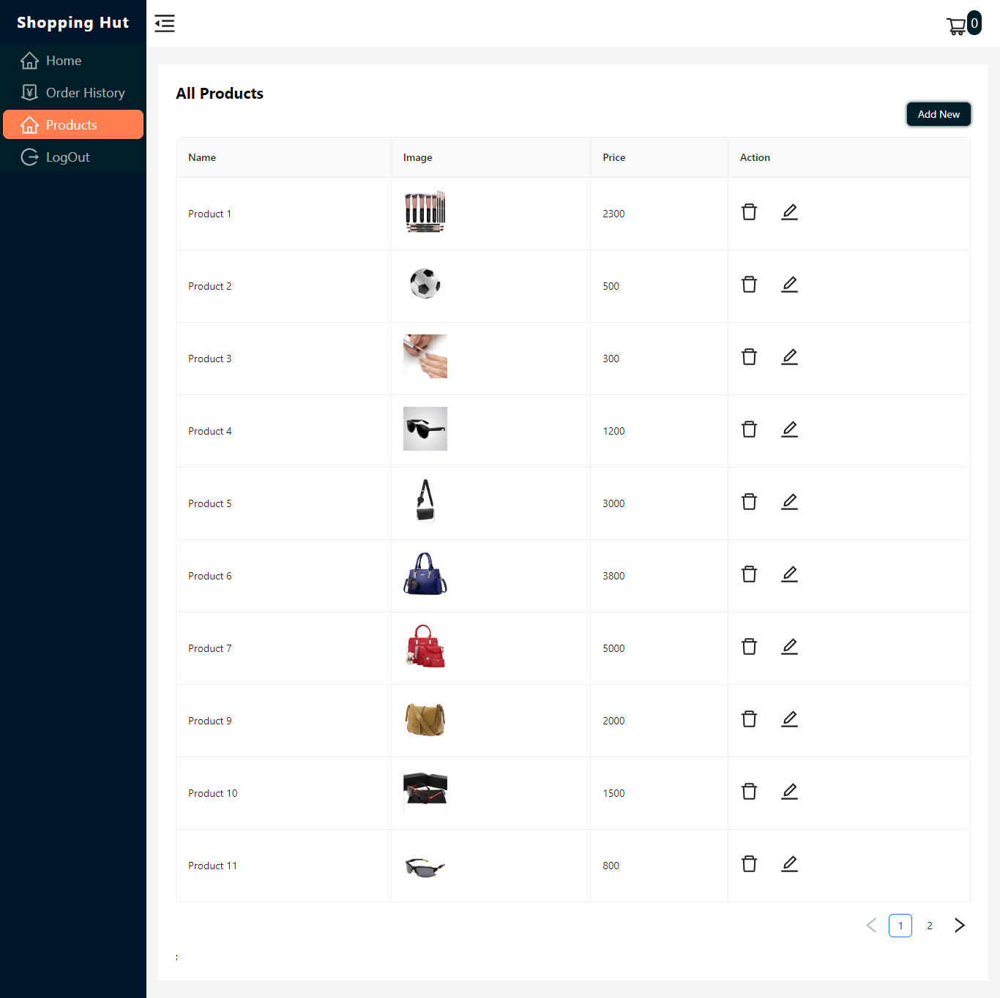 Shopping Hut
0
Home
Order History
Products
LogOut
All Products
Add New
Name Image Price Action
Product 1 2300
Product 2 500
Product 3 300
Product 4 1200
Product 5 3000
Product 6 3800
Product 7 5000
Product 9 2000
Product 10 1500
Product 11 800
1 2
;